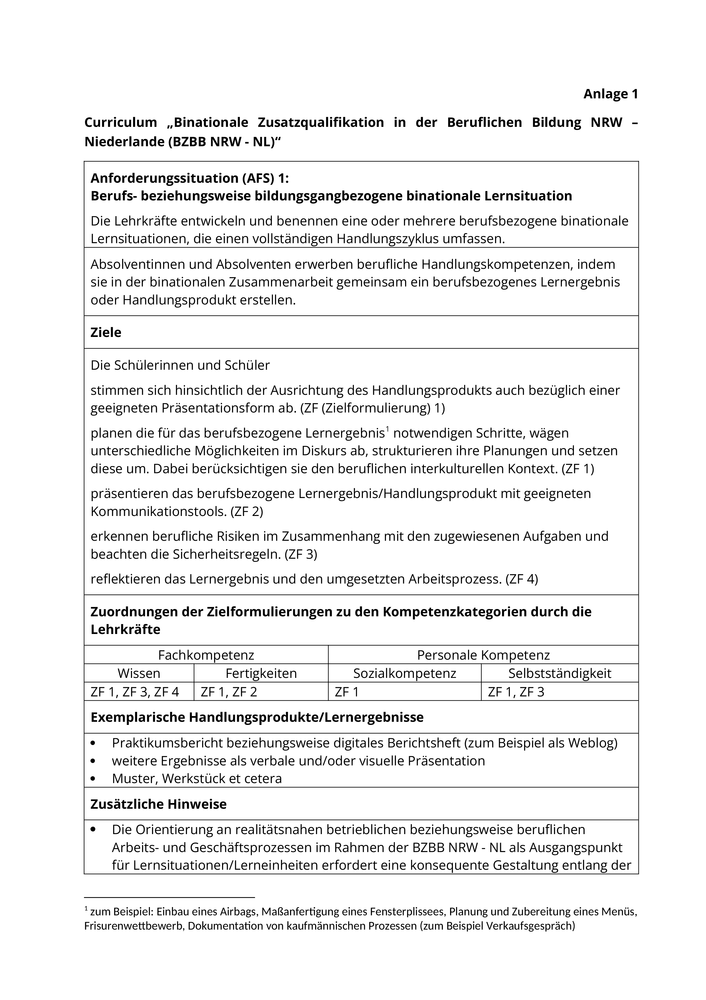 Anlage 1
Curriculum „Binationale Zusatzqualifikation in der Beruflichen Bildung NRW –
Niederlande (BZBB NRW - NL)“
Anforderungssituation (AFS) 1:
Berufs- beziehungsweise bildungsgangbezogene binationale Lernsituation
Die Lehrkräfte entwickeln und benennen eine oder mehrere berufsbezogene binationale
Lernsituationen, die einen vollständigen Handlungszyklus umfassen.
Absolventinnen und Absolventen erwerben berufliche Handlungskompetenzen, indem
sie in der binationalen Zusammenarbeit gemeinsam ein berufsbezogenes Lernergebnis
oder Handlungsprodukt erstellen.
Ziele
Die Schülerinnen und Schüler
stimmen sich hinsichtlich der Ausrichtung des Handlungsprodukts auch bezüglich einer
geeigneten Präsentationsform ab. (ZF (Zielformulierung) 1)
planen die für das berufsbezogene Lernergebnis1 notwendigen Schritte, wägen
unterschiedliche Möglichkeiten im Diskurs ab, strukturieren ihre Planungen und setzen
diese um. Dabei berücksichtigen sie den beruflichen interkulturellen Kontext. (ZF 1)
präsentieren das berufsbezogene Lernergebnis/Handlungsprodukt mit geeigneten
Kommunikationstools. (ZF 2)
erkennen berufliche Risiken im Zusammenhang mit den zugewiesenen Aufgaben und
beachten die Sicherheitsregeln. (ZF 3)
reflektieren das Lernergebnis und den umgesetzten Arbeitsprozess. (ZF 4)
Zuordnungen der Zielformulierungen zu den Kompetenzkategorien durch die
Lehrkräfte
Fachkompetenz Personale Kompetenz
Wissen Fertigkeiten Sozialkompetenz Selbstständigkeit
ZF 1, ZF 3, ZF 4 ZF 1, ZF 2 ZF 1 ZF 1, ZF 3
Exemplarische Handlungsprodukte/Lernergebnisse
• Praktikumsbericht beziehungsweise digitales Berichtsheft (zum Beispiel als Weblog)
• weitere Ergebnisse als verbale und/oder visuelle Präsentation
• Muster, Werkstück et cetera
Zusätzliche Hinweise
• Die Orientierung an realitätsnahen betrieblichen beziehungsweise beruflichen
Arbeits- und Geschäftsprozessen im Rahmen der BZBB NRW - NL als Ausgangspunkt
für Lernsituationen/Lerneinheiten erfordert eine konsequente Gestaltung entlang der
1 zum Beispiel: Einbau eines Airbags, Maßanfertigung eines Fensterplissees, Planung und Zubereitung eines Menüs,
Frisurenwettbewerb, Dokumentation von kaufmännischen Prozessen (zum Beispiel Verkaufsgespräch)